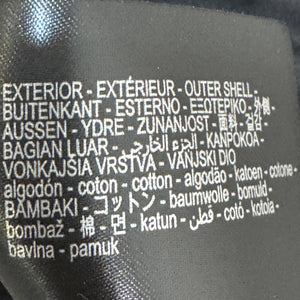 EXTERIOR - EXTÉRIEUR - OUTER SHELL -
BUITENKANT - ESTERNO - ΕΞΩΤΕΡΙΚΟ - 外側
AUSSEN - YDRE - ZUNANJOST - 面料 - 겉감 -
BAGIAN LUAR - الجزء الخارجي - KANPOKOA -
VONKAJŠIA VRSTVA - VANJSKI DIO
algodón - coton - cotton - algodão - katoen - cotone -
ΒΑΜΒΑΚΙ - コットン - baumwolle - bomuld -
bombaž - 棉 - 면 - katun - قطن - cotó - kotoia -
bavlna - pamuk